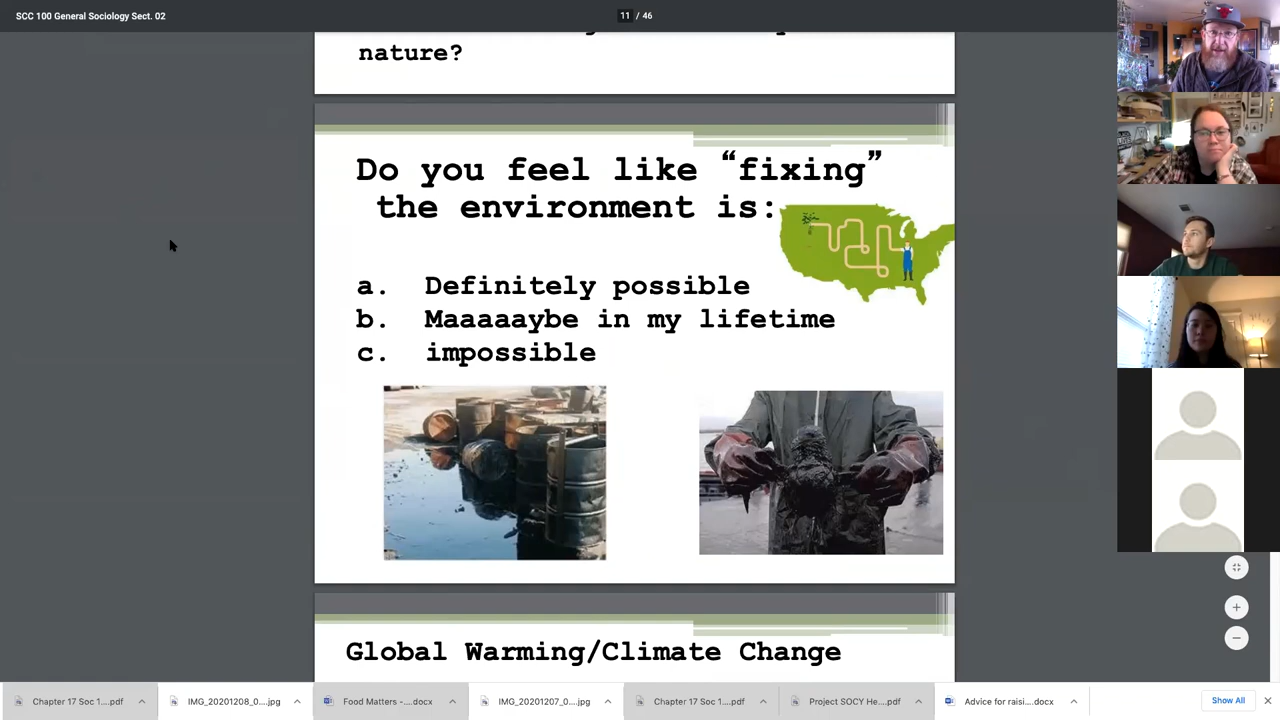 SCC 100 General Sociology Sect. 02
11 / 46
nature?
Do you feel like “fixing”
the environment is:
a. Definitely possible
b. Maaaaaybe in my lifetime
c. impossible
Global Warming/Climate Change
Chapter 17 Soc 1....pdf
IMG_20201208_0....jpg
Food Matters -....docx
IMG_20201207_0....jpg
Chapter 17 Soc 1....pdf
Project SOCY He....pdf
Advice for raisi....docx
Show All